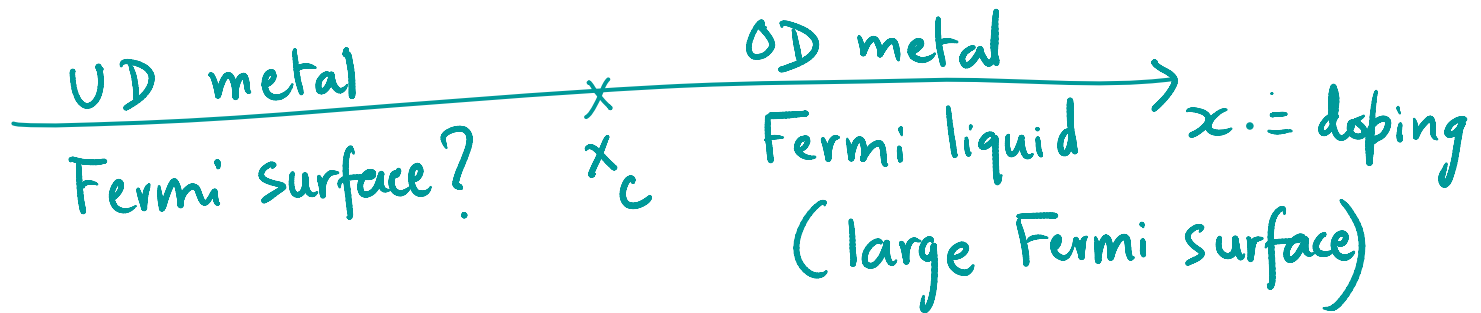 UD metal
OD metal
x_c
x ≐ doping
Fermi surface?
Fermi liquid
(large Fermi surface)